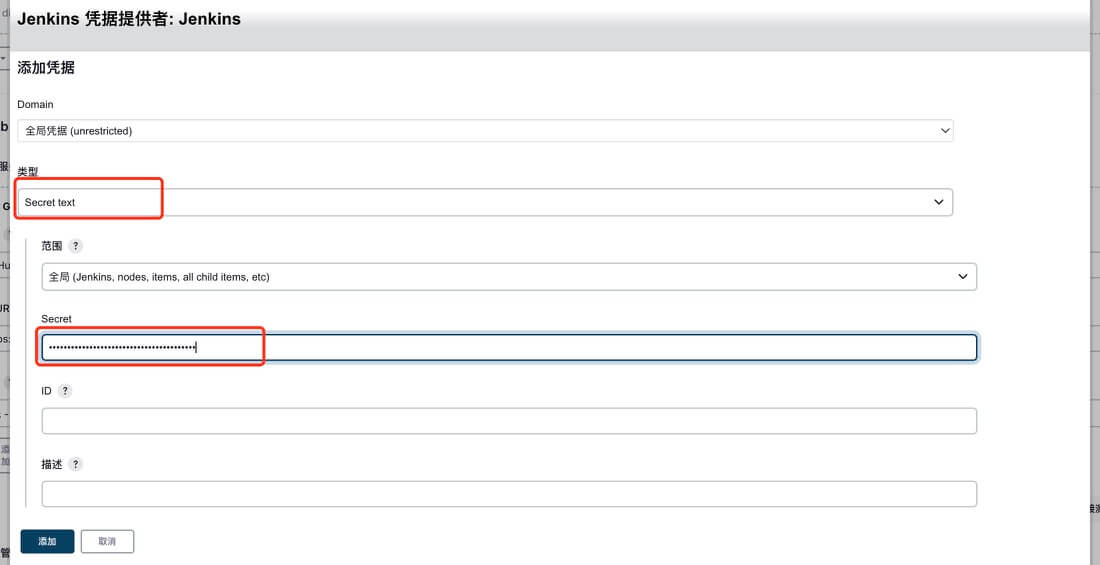 Jenkins 凭据提供者: Jenkins
添加凭据
Domain
全局凭据 (unrestricted)
类型
Secret text
范围 ?
全局 (Jenkins, nodes, items, all child items, etc)
Secret
••••••••••••••••••••••••••••••••••••••••
ID ?
描述 ?
添加
取消